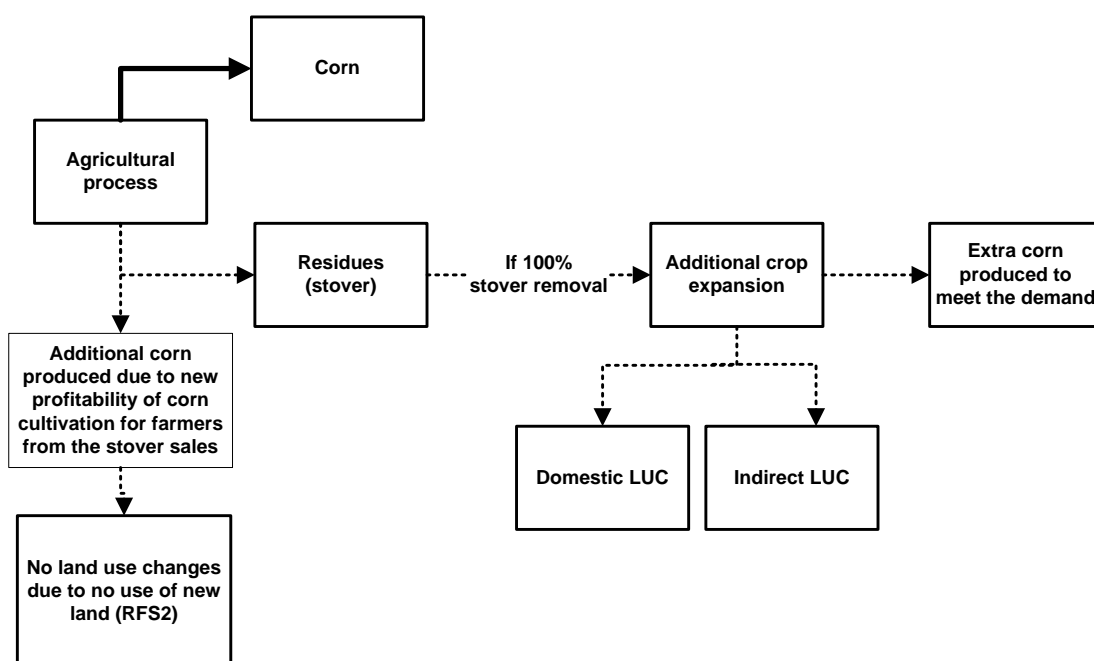 Corn
Agricultural
process
Residues
(stover)
If 100%
stover removal
Additional crop
expansion
Extra corn
produced to
meet the demand
Additional corn
produced due to new
profitability of corn
cultivation for farmers
from the stover sales
Domestic LUC
Indirect LUC
No land use changes
due to no use of new
land (RFS2)